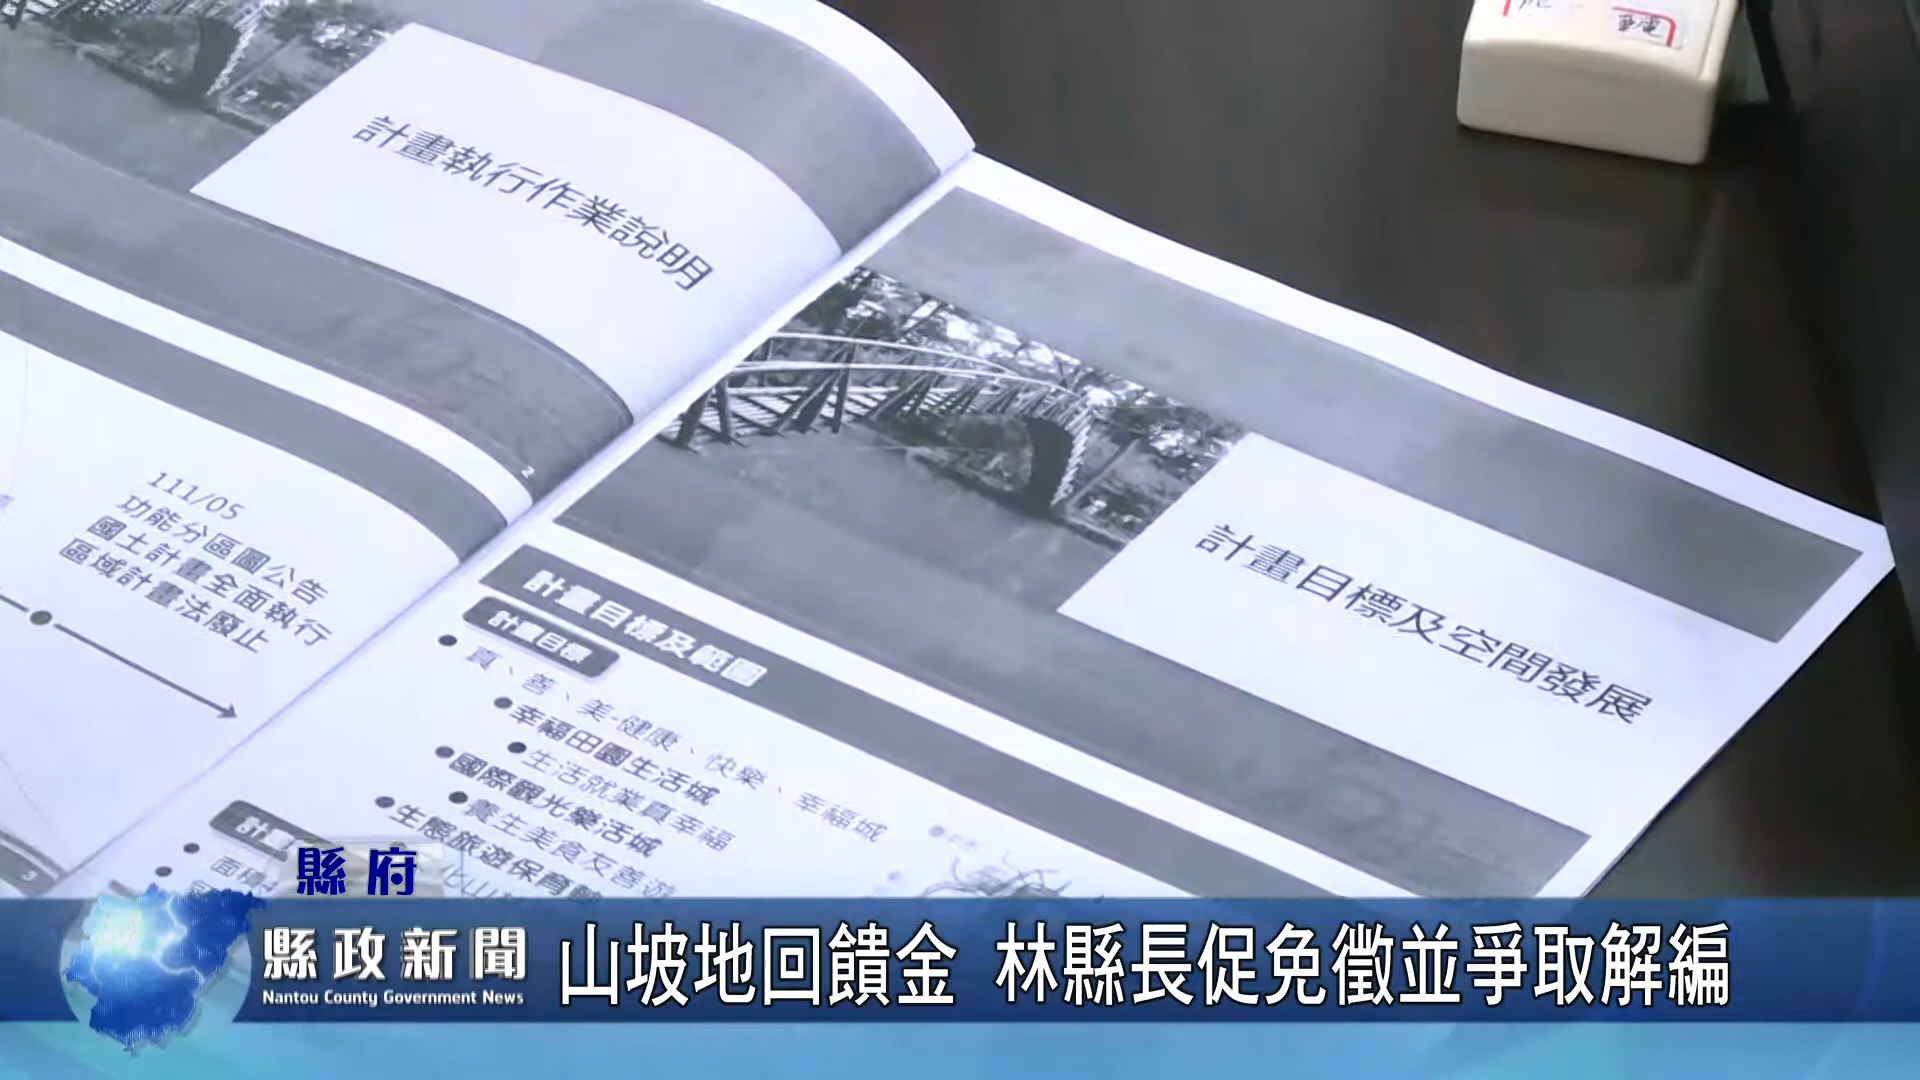 計畫執行作業說明
2
111/05
功能分區圖公告
國土計畫全面執行
區域計畫法廢止
3
計畫目標及空間發展
計畫目標及範圍
計畫目標
真、善、美-健康、快樂、幸福城
幸福田園生活城
生活就業真幸福
國際觀光樂活城
養生美食友善遊
生態旅遊保育
計畫
面積
縣府
縣政新聞
Nantou County Government News
山坡地回饋金 林縣長促免徵並爭取解編